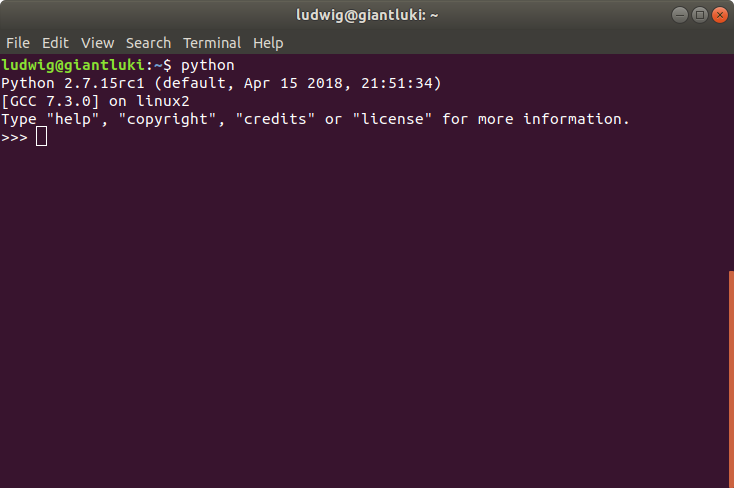 ludwig@giantluki: ~
File Edit View Search Terminal Help
ludwig@giantluki:~$ python
Python 2.7.15rc1 (default, Apr 15 2018, 21:51:34)
[GCC 7.3.0] on linux2
Type "help", "copyright", "credits" or "license" for more information.
>>>